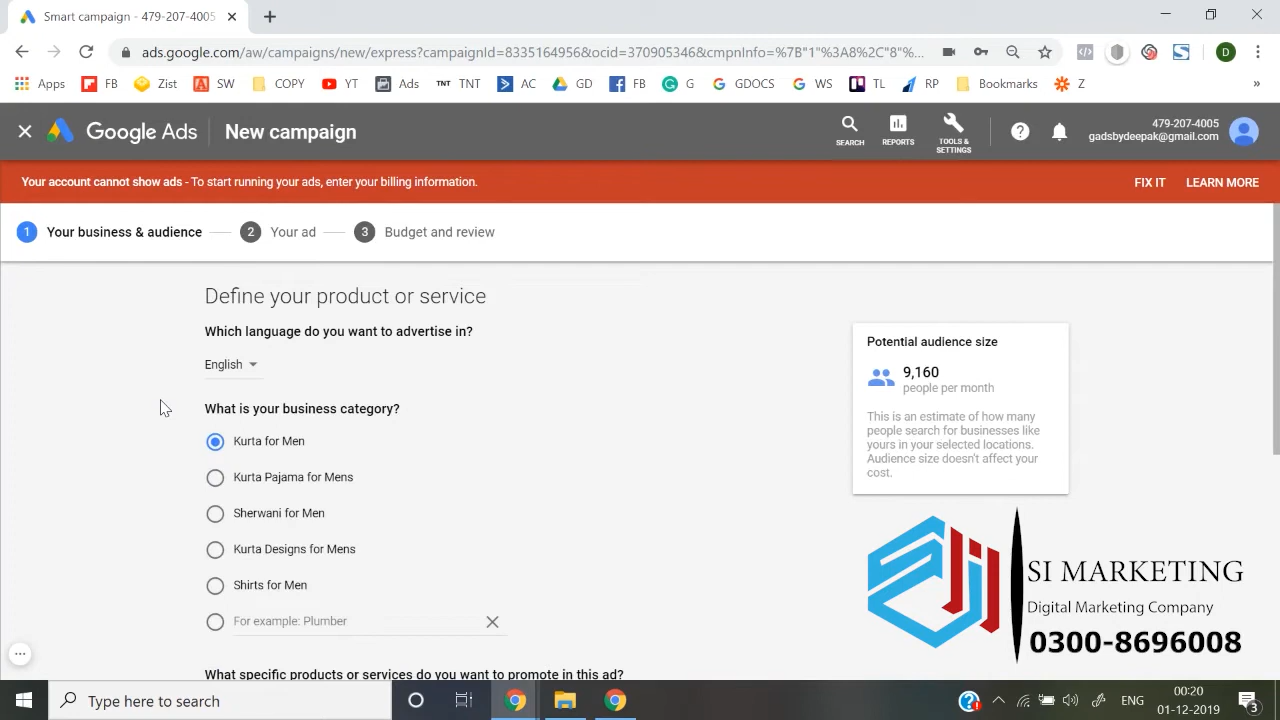 Smart campaign - 479-207-4005
ads.google.com/aw/campaigns/new/express?campaignId=8335164956&ocid=370905346&cmpnInfo=%7B"1"%3A8%2C"8"%...
Apps FB Zist SW COPY YT Ads TNT TNT AC GD FB G GDOCS WS TL RP Bookmarks Z »
Google Ads New campaign
SEARCH REPORTS TOOLS & SETTINGS
479-207-4005
gadsbydeepak@gmail.com
Your account cannot show ads - To start running your ads, enter your billing information. FIX IT LEARN MORE
1 Your business & audience 2 Your ad 3 Budget and review
Define your product or service
Which language do you want to advertise in?
English
What is your business category?
Kurta for Men
Kurta Pajama for Mens
Sherwani for Men
Kurta Designs for Mens
Shirts for Men
For example: Plumber
What specific products or services do you want to promote in this ad?
Potential audience size
9,160
people per month
This is an estimate of how many
people search for businesses like
yours in your selected locations.
Audience size doesn't affect your
cost.
SI MARKETING
Digital Marketing Company
0300-8696008
Type here to search
ENG
00:20
01-12-2019
3